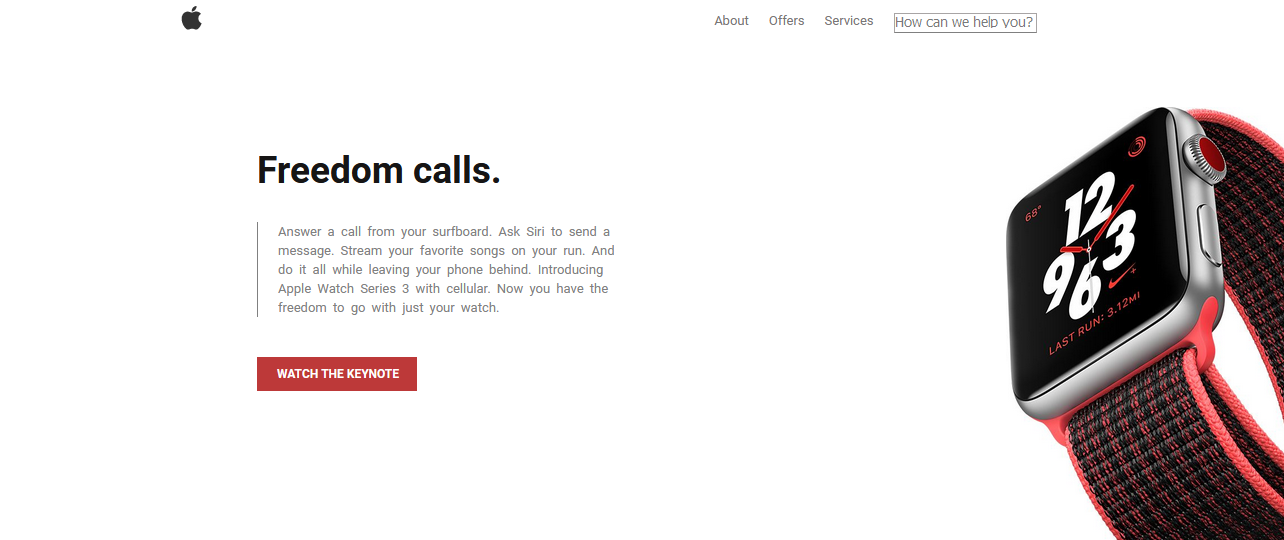 About Offers Services How can we help you?
Freedom calls.
Answer a call from your surfboard. Ask Siri to send a
message. Stream your favorite songs on your run. And
do it all while leaving your phone behind. Introducing
Apple Watch Series 3 with cellular. Now you have the
freedom to go with just your watch.
WATCH THE KEYNOTE
68°
12
3
9
6
LAST RUN: 3.12MI